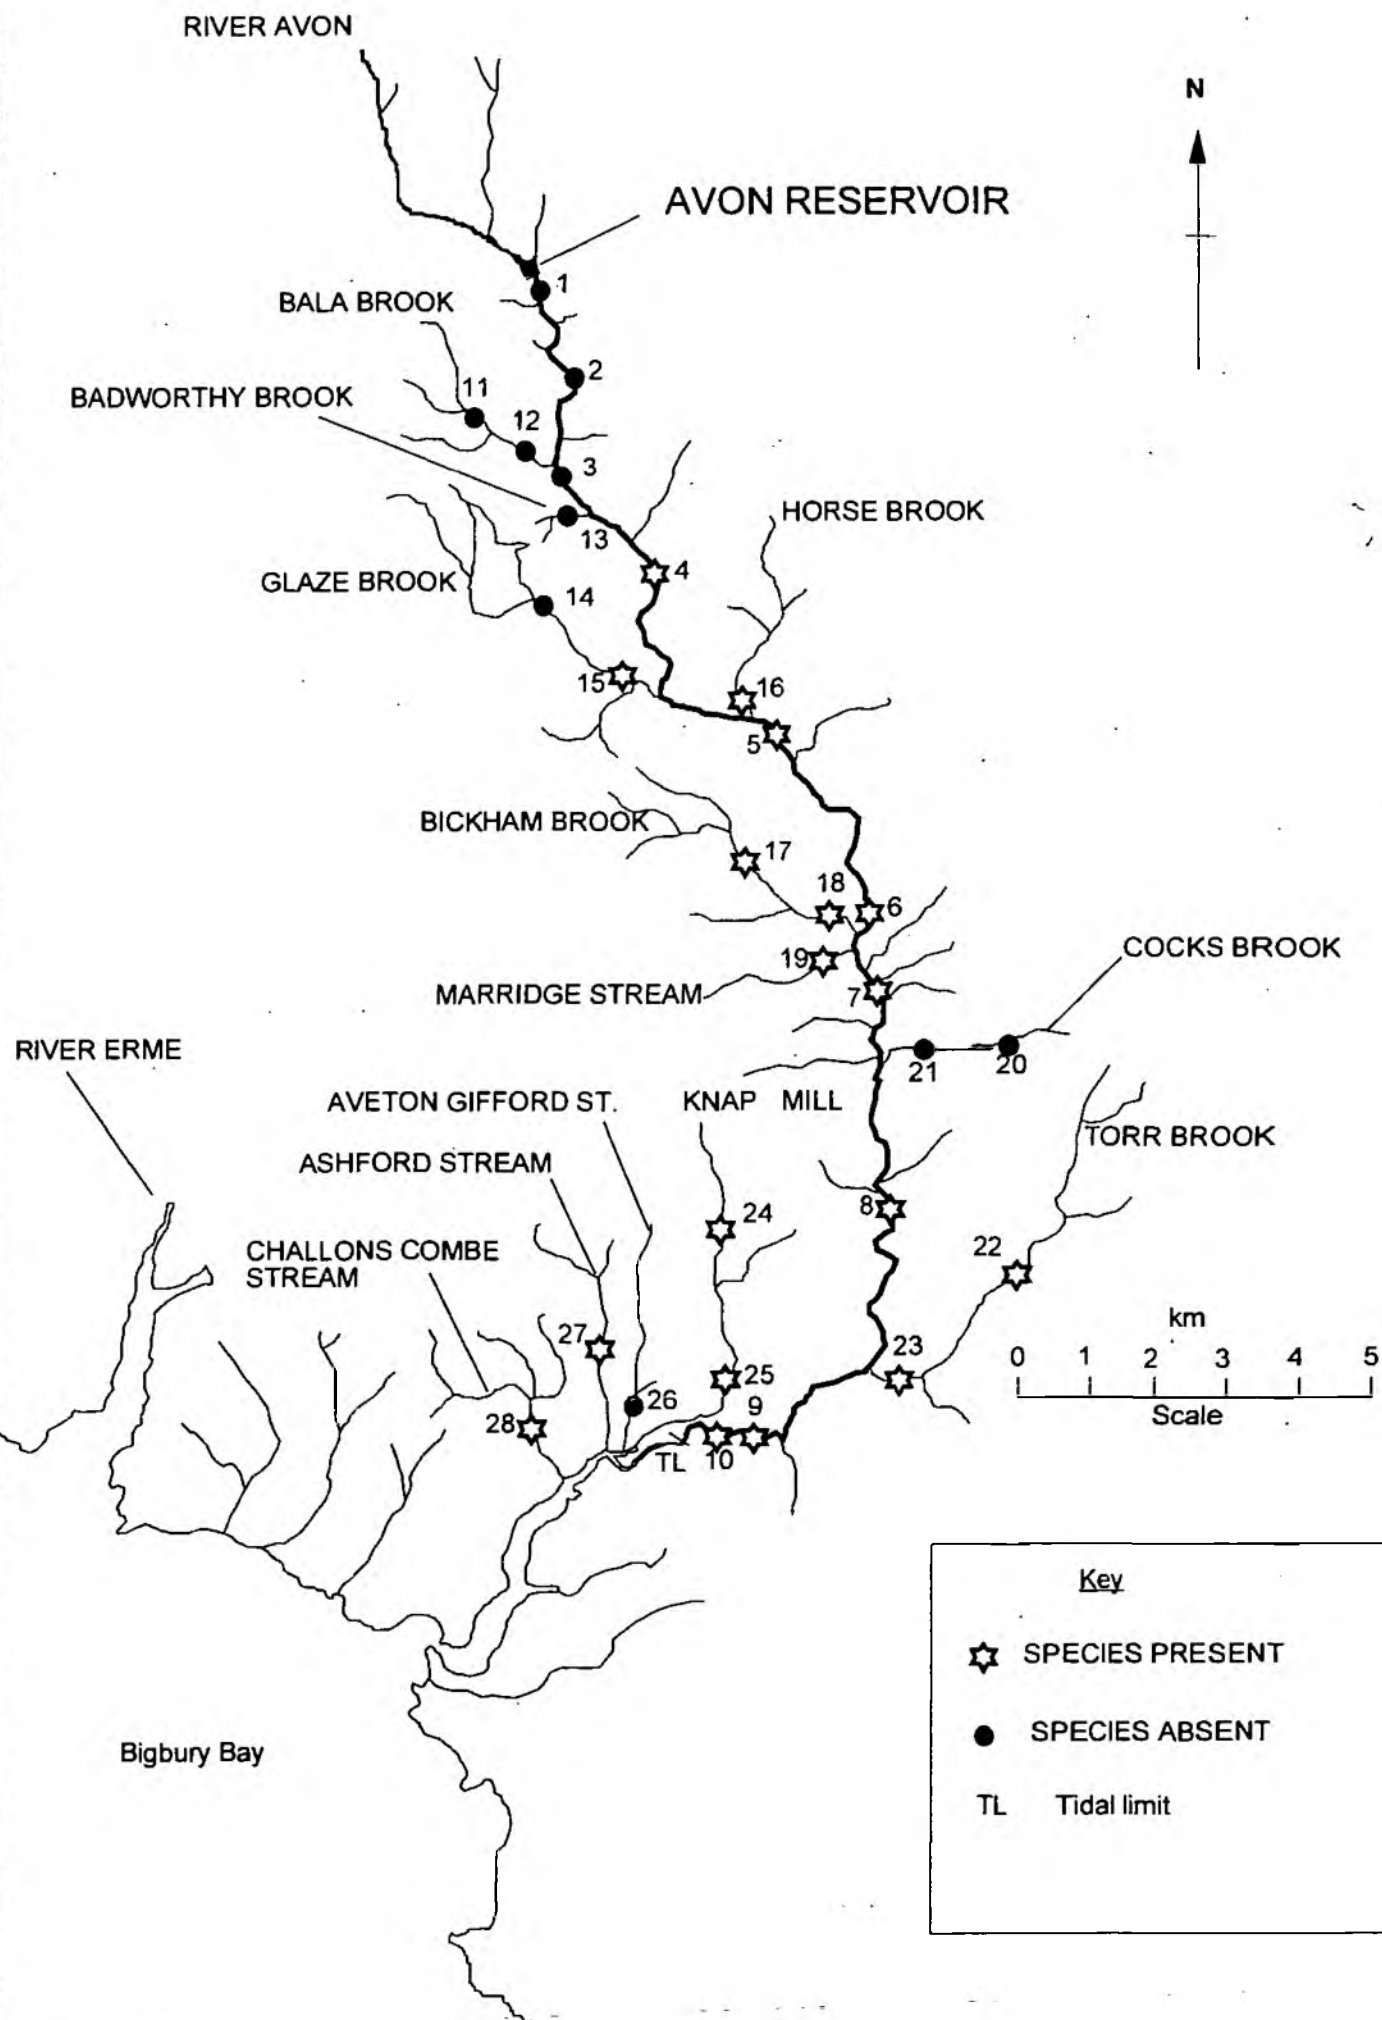 RIVER AVON
N
AVON RESERVOIR
1
BALA BROOK
2
BADWORTHY BROOK
11
12
3
HORSE BROOK
13
4
GLAZE BROOK
14
15
16
5
BICKHAM BROOK
17
18
6
COCKS BROOK
19
MARRIDGE STREAM
7
RIVER ERME
21
20
AVETON GIFFORD ST.
KNAP MILL
TORR BROOK
ASHFORD STREAM
8
24
22
CHALLONS COMBE
STREAM
km
27
23
0 1 2 3 4 5
25
26
9
Scale
28
TL
10
Key
SPECIES PRESENT
SPECIES ABSENT
TL Tidal limit
Bigbury Bay